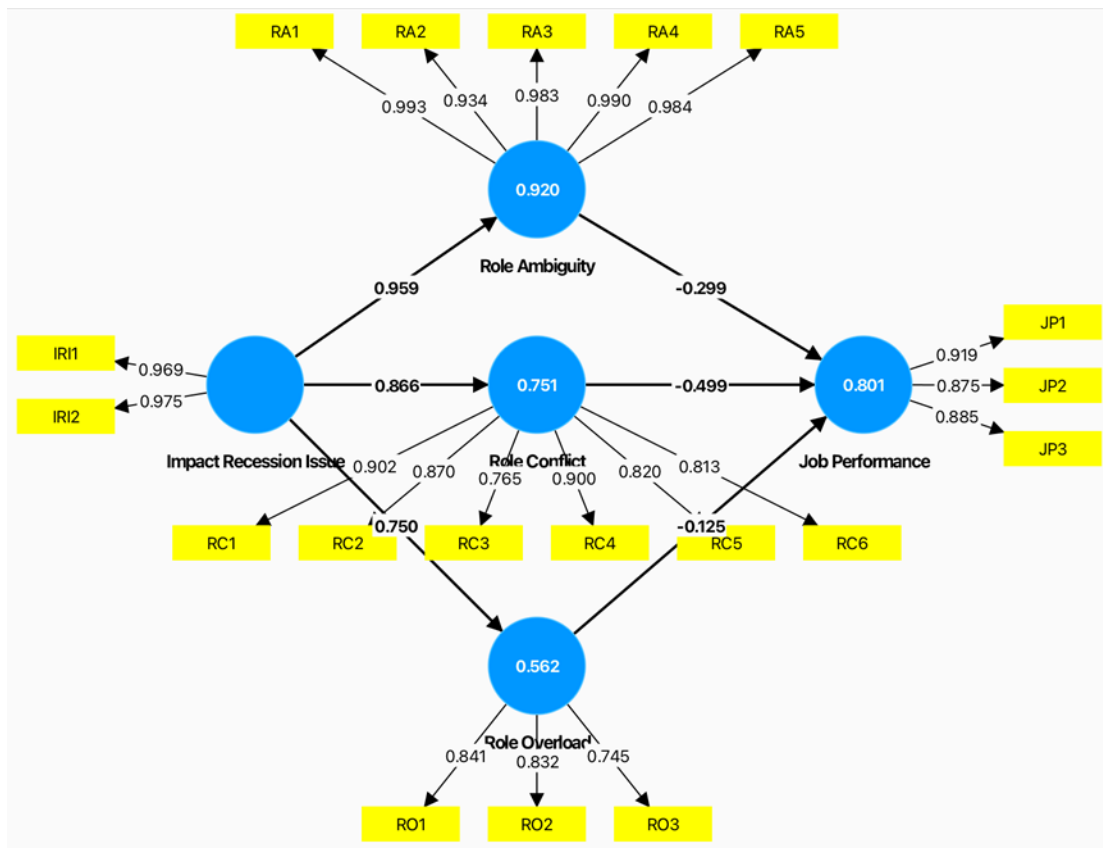 RA1 RA2 RA3 RA4 RA5
0.993 0.934 0.983 0.990 0.984
0.920
Role Ambiguity
0.959 -0.299
IRI1
IRI2
0.969
0.975
0.866
0.751
-0.499
0.801
JP1
JP2
JP3
0.919
0.875
0.885
Impact Recession Issue
Role Conflict
Job Performance
0.902 0.870 0.765 0.900 0.820 0.813
0.750 -0.125
RC1 RC2 RC3 RC4 RC5 RC6
0.562
Role Overload
0.841 0.832 0.745
RO1 RO2 RO3